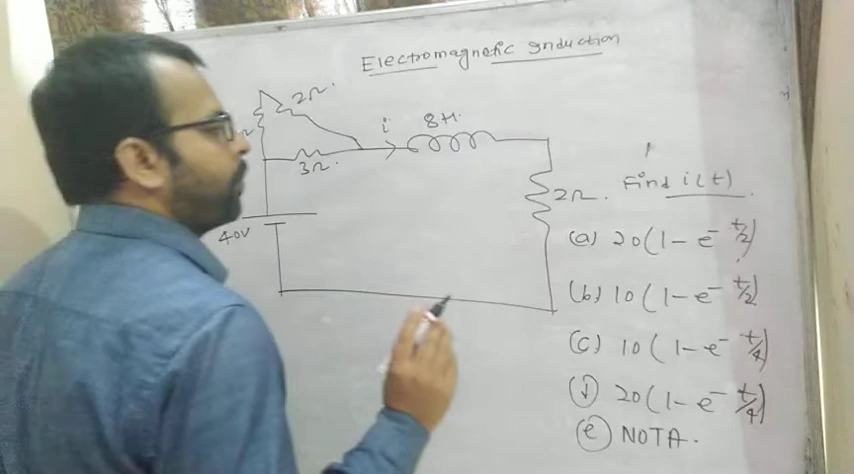 Electromagnetic Induction
2Ω.
i
8H.
3Ω.
2Ω.
40V
Find i(t)
(a) 20(1 - e^-t/2)
(b) 10(1 - e^-t/2)
(c) 10(1 - e^-t/4)
(d) 20(1 - e^-t/4)
(e) NOTA.